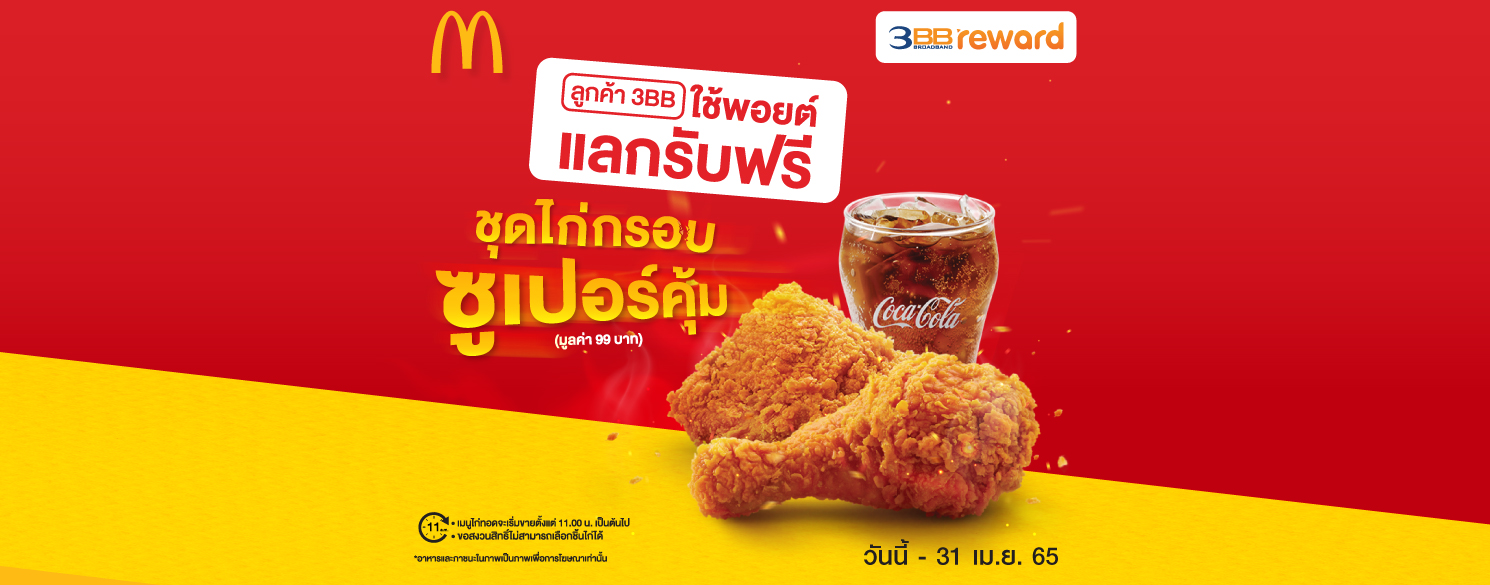 3BB reward
BROADBAND
ลูกค้า 3BB ใช้พอยต์
แลกรับฟรี
ชุดไก่กรอบ
ซูเปอร์คุ้ม
(มูลค่า 99 บาท)
Coca-Cola
11 น.
• เมนูไก่ทอดจะเริ่มขายตั้งแต่ 11.00 น. เป็นต้นไป
• ขอสงวนสิทธิ์ไม่สามารถเลือกชิ้นไก่ได้
*อาหารและภาชนะในภาพเป็นภาพเพื่อการโฆษณาเท่านั้น
วันนี้ - 31 เม.ย. 65